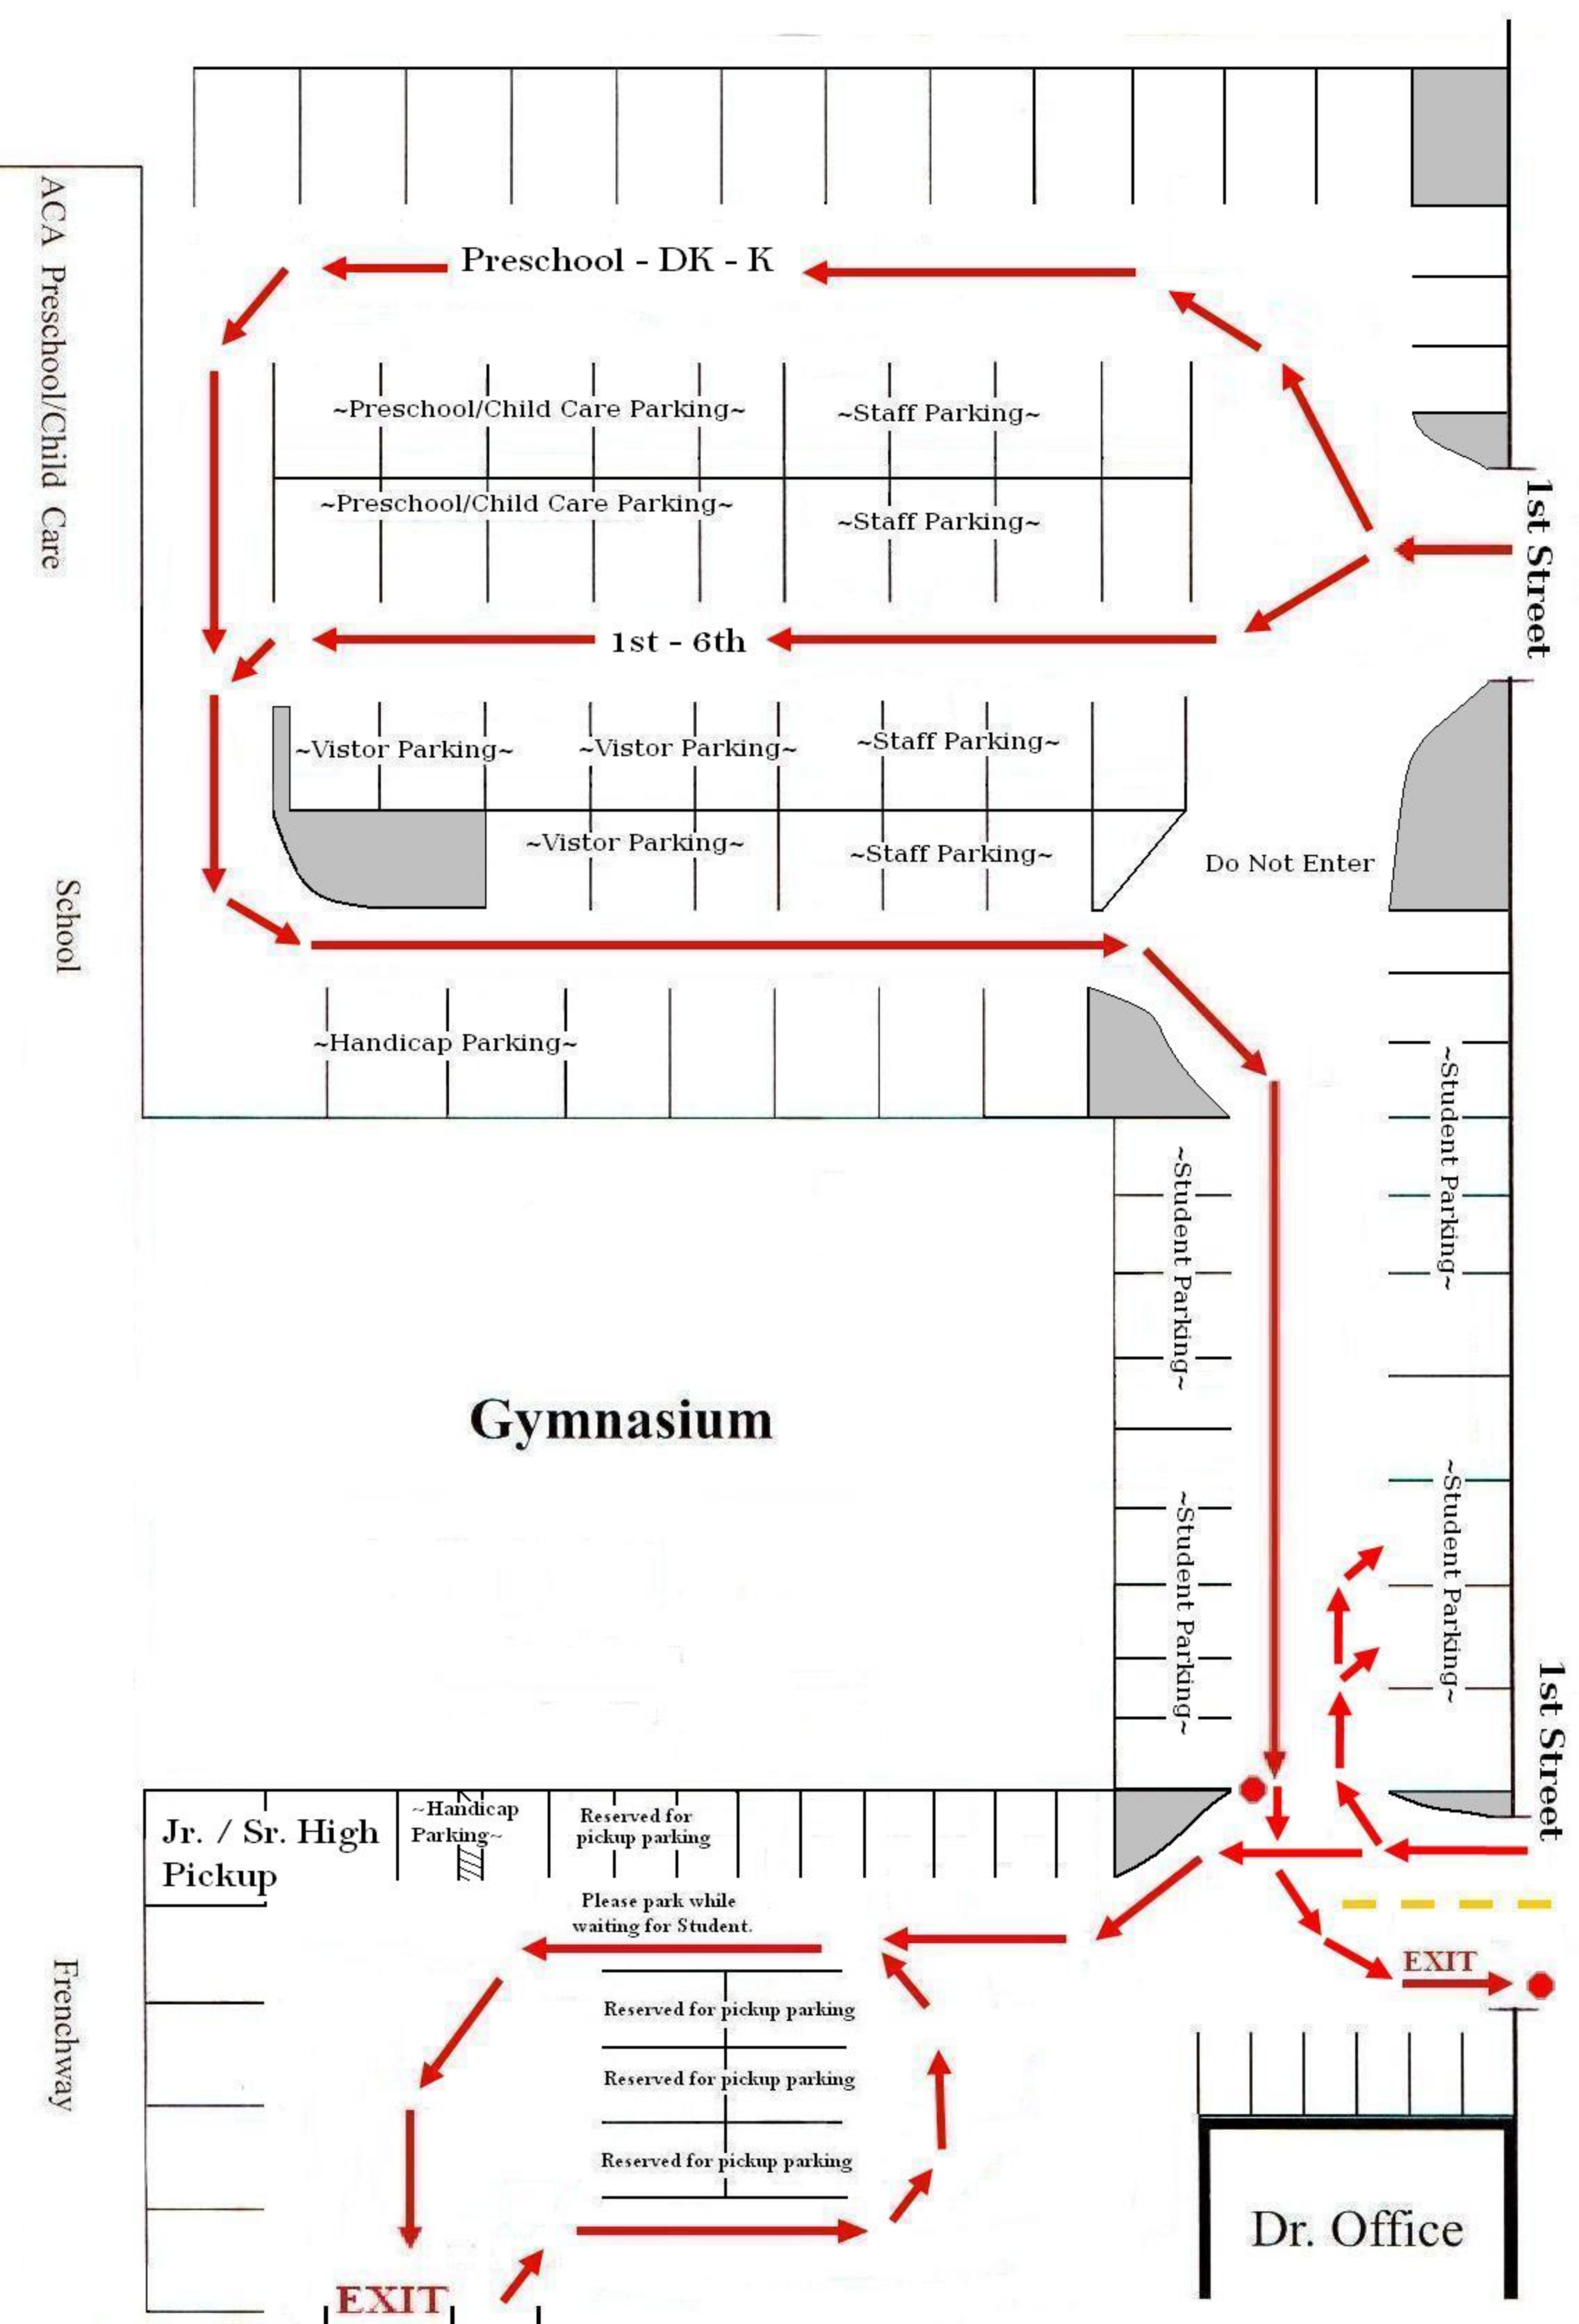 Preschool - DK - K
ACA Preschool/Child Care
~Preschool/Child Care Parking~
~Staff Parking~
~Preschool/Child Care Parking~
~Staff Parking~
1st Street
1st - 6th
~Vistor Parking~
~Vistor Parking~
~Staff Parking~
~Vistor Parking~
~Staff Parking~
Do Not Enter
School
~Handicap Parking~
~Student Parking~
~Student Parking~
Gymnasium
~Student Parking~
~Student Parking~
1st Street
Jr. / Sr. High
Pickup
~Handicap
Parking~
Reserved for
pickup parking
Please park while
waiting for Student.
EXIT
Frenchway
Reserved for pickup parking
Reserved for pickup parking
Reserved for pickup parking
Dr. Office
EXIT